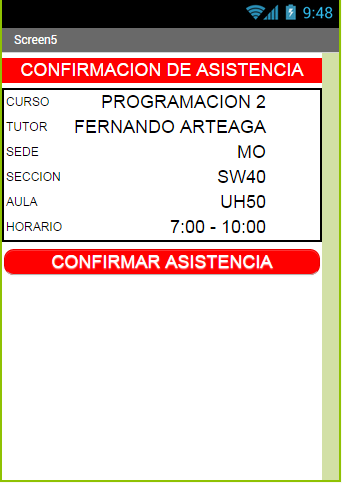 9:48
Screen5
CONFIRMACION DE ASISTENCIA
CURSO PROGRAMACION 2
TUTOR FERNANDO ARTEAGA
SEDE MO
SECCION SW40
AULA UH50
HORARIO 7:00 - 10:00
CONFIRMAR ASISTENCIA